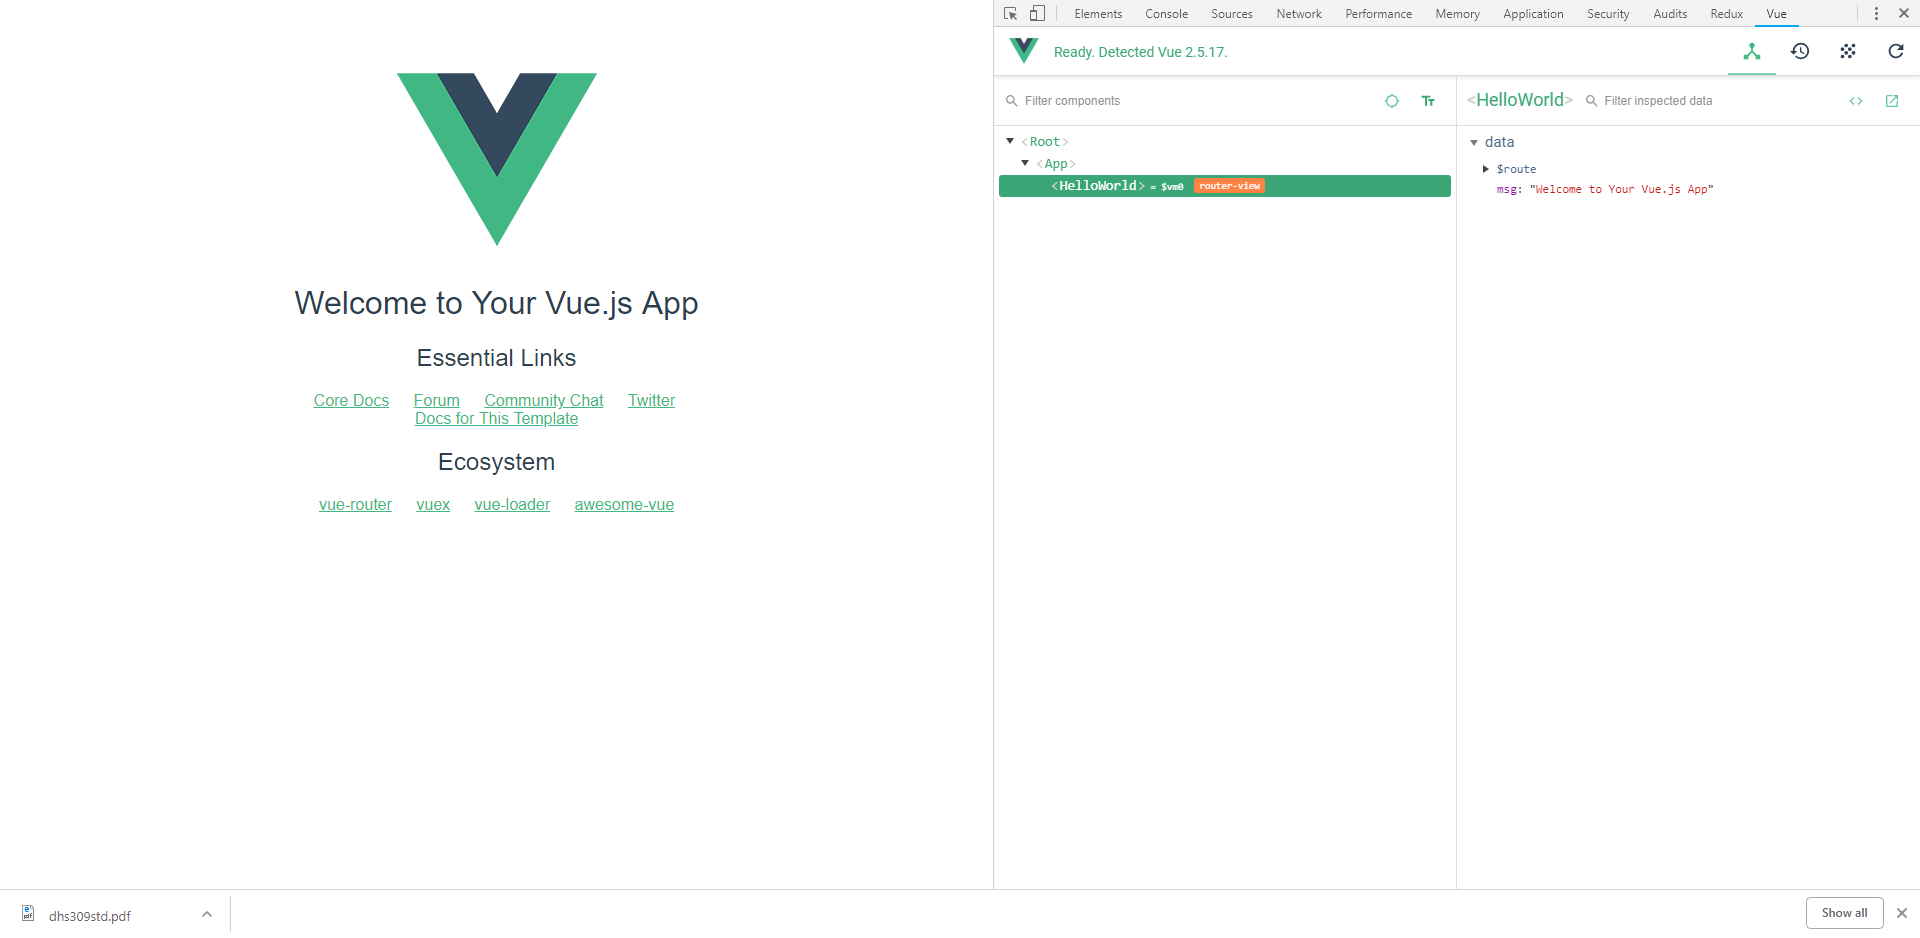 Elements Console Sources Network Performance Memory Application Security Audits Redux Vue
Ready. Detected Vue 2.5.17.
Filter components
<HelloWorld> Filter inspected data
<Root>
<App>
<HelloWorld> = $vm0 router-view
data
$route
msg: "Welcome to Your Vue.js App"
Welcome to Your Vue.js App
Essential Links
Core Docs Forum Community Chat Twitter
Docs for This Template
Ecosystem
vue-router vuex vue-loader awesome-vue
dhs309std.pdf
Show all